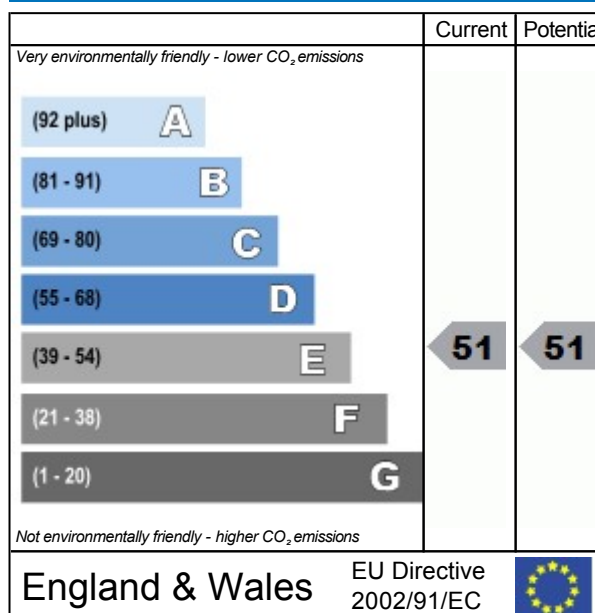 Current Potentia
Very environmentally friendly - lower CO₂ emissions
(92 plus) A
(81 - 91) B
(69 - 80) C
(55 - 68) D
(39 - 54) E 51 51
(21 - 38) F
(1 - 20) G
Not environmentally friendly - higher CO₂ emissions
England & Wales
EU Directive
2002/91/EC